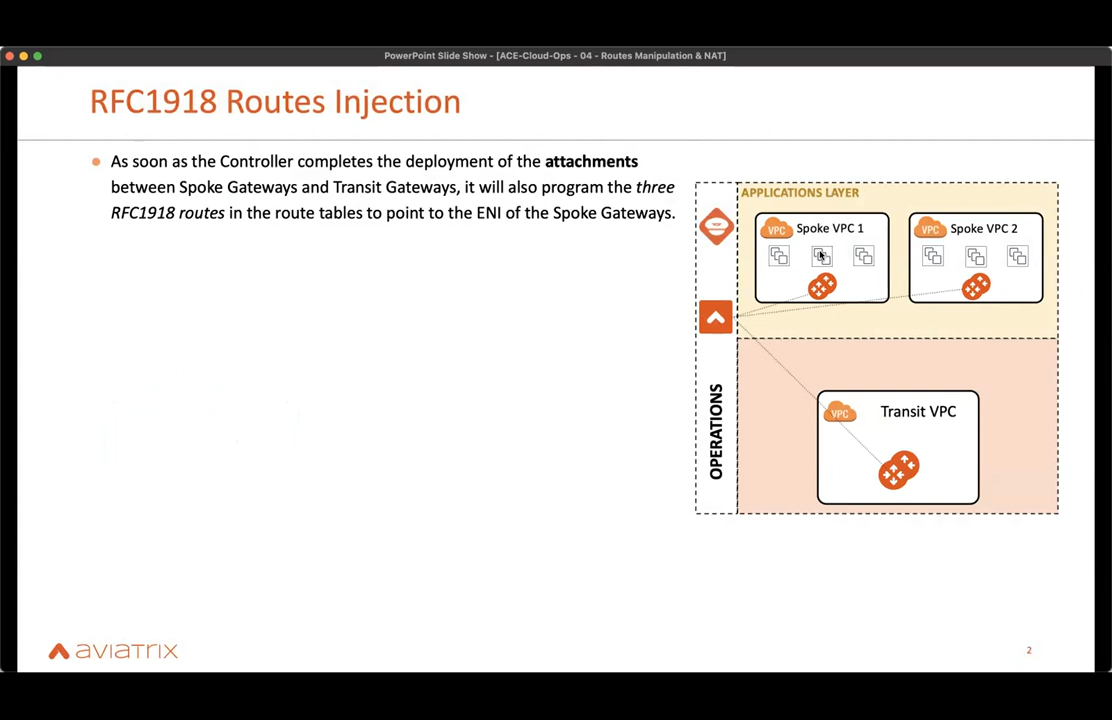 PowerPoint Slide Show - [ACE-Cloud-Ops - 04 - Routes Manipulation & NAT]
RFC1918 Routes Injection
As soon as the Controller completes the deployment of the attachments
between Spoke Gateways and Transit Gateways, it will also program the three
RFC1918 routes in the route tables to point to the ENI of the Spoke Gateways.
APPLICATIONS LAYER
VPC Spoke VPC 1
VPC Spoke VPC 2
OPERATIONS
VPC Transit VPC
aviatrix
2